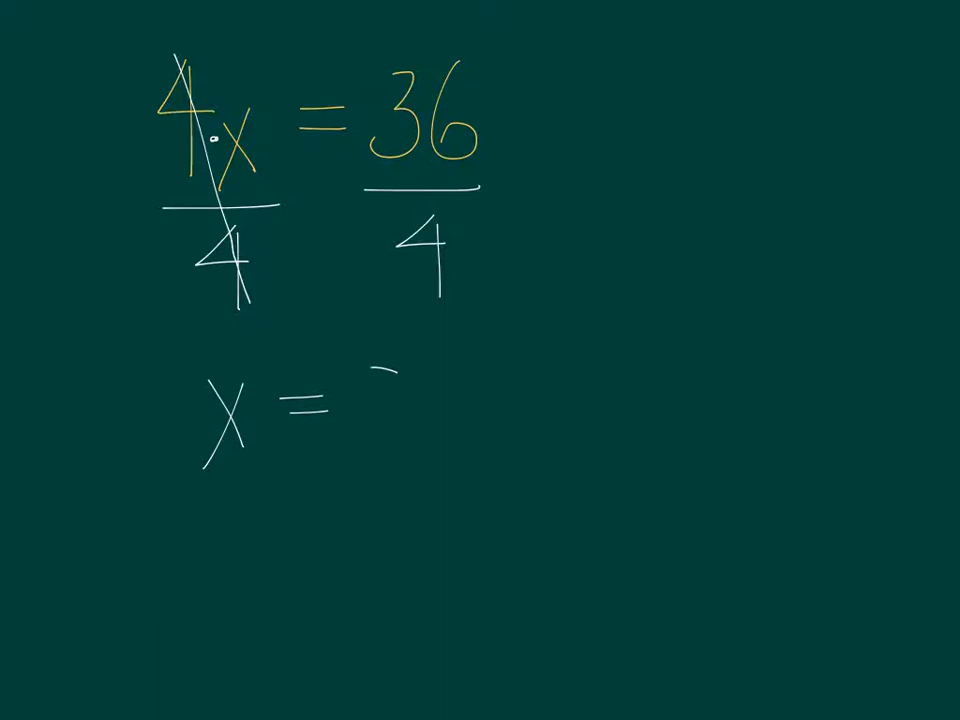 4·x = 36
4 4
x =